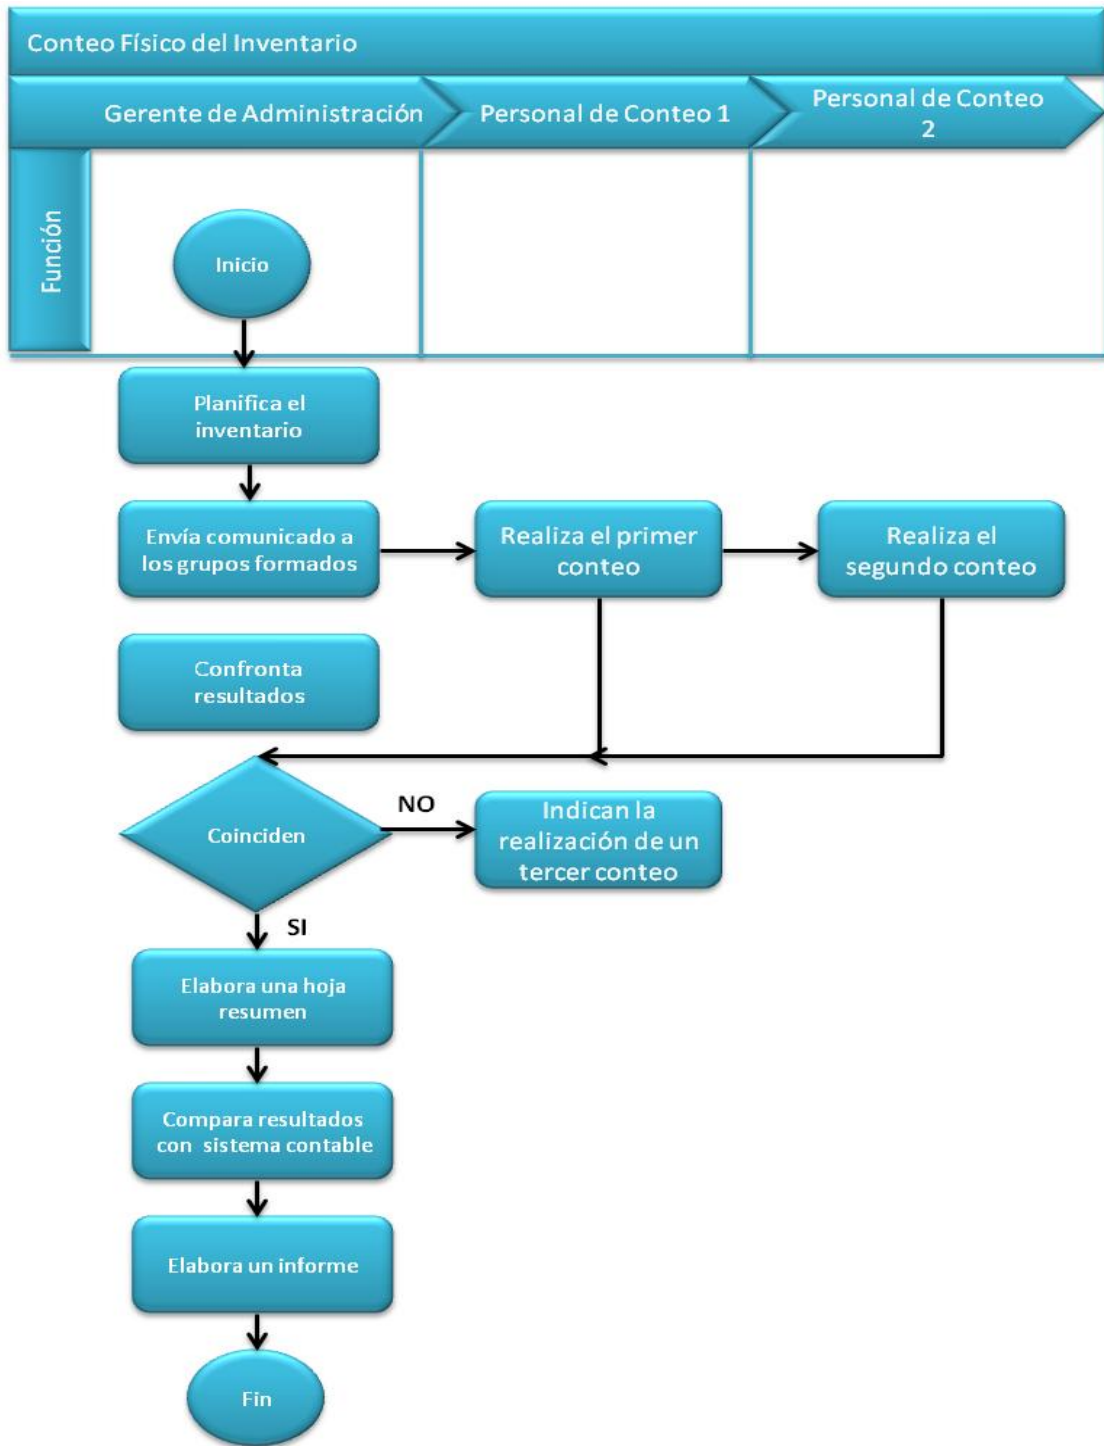 Conteo Físico del Inventario
Gerente de Administración
Personal de Conteo 1
Personal de Conteo
2
Función
Inicio
Planifica el
inventario
Envía comunicado a
los grupos formados
Realiza el primer
conteo
Realiza el
segundo conteo
Confronta
resultados
Coinciden
NO
Indican la
realización de un
tercer conteo
SI
Elabora una hoja
resumen
Compara resultados
con sistema contable
Elabora un informe
Fin